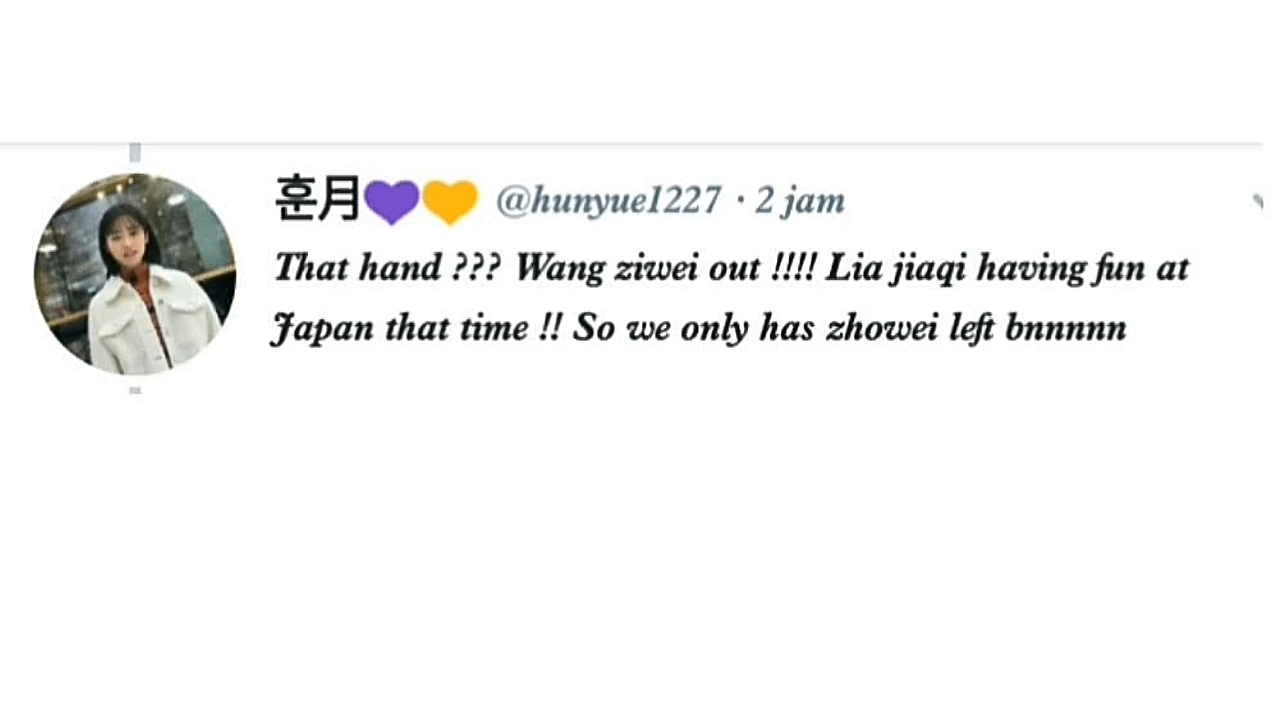 훈月💜💛 @hunyue1227 · 2 jam
That hand ??? Wang ziwei out !!!! Lia jiaqi having fun at
Japan that time !! So we only has zhowei left bnnnnn